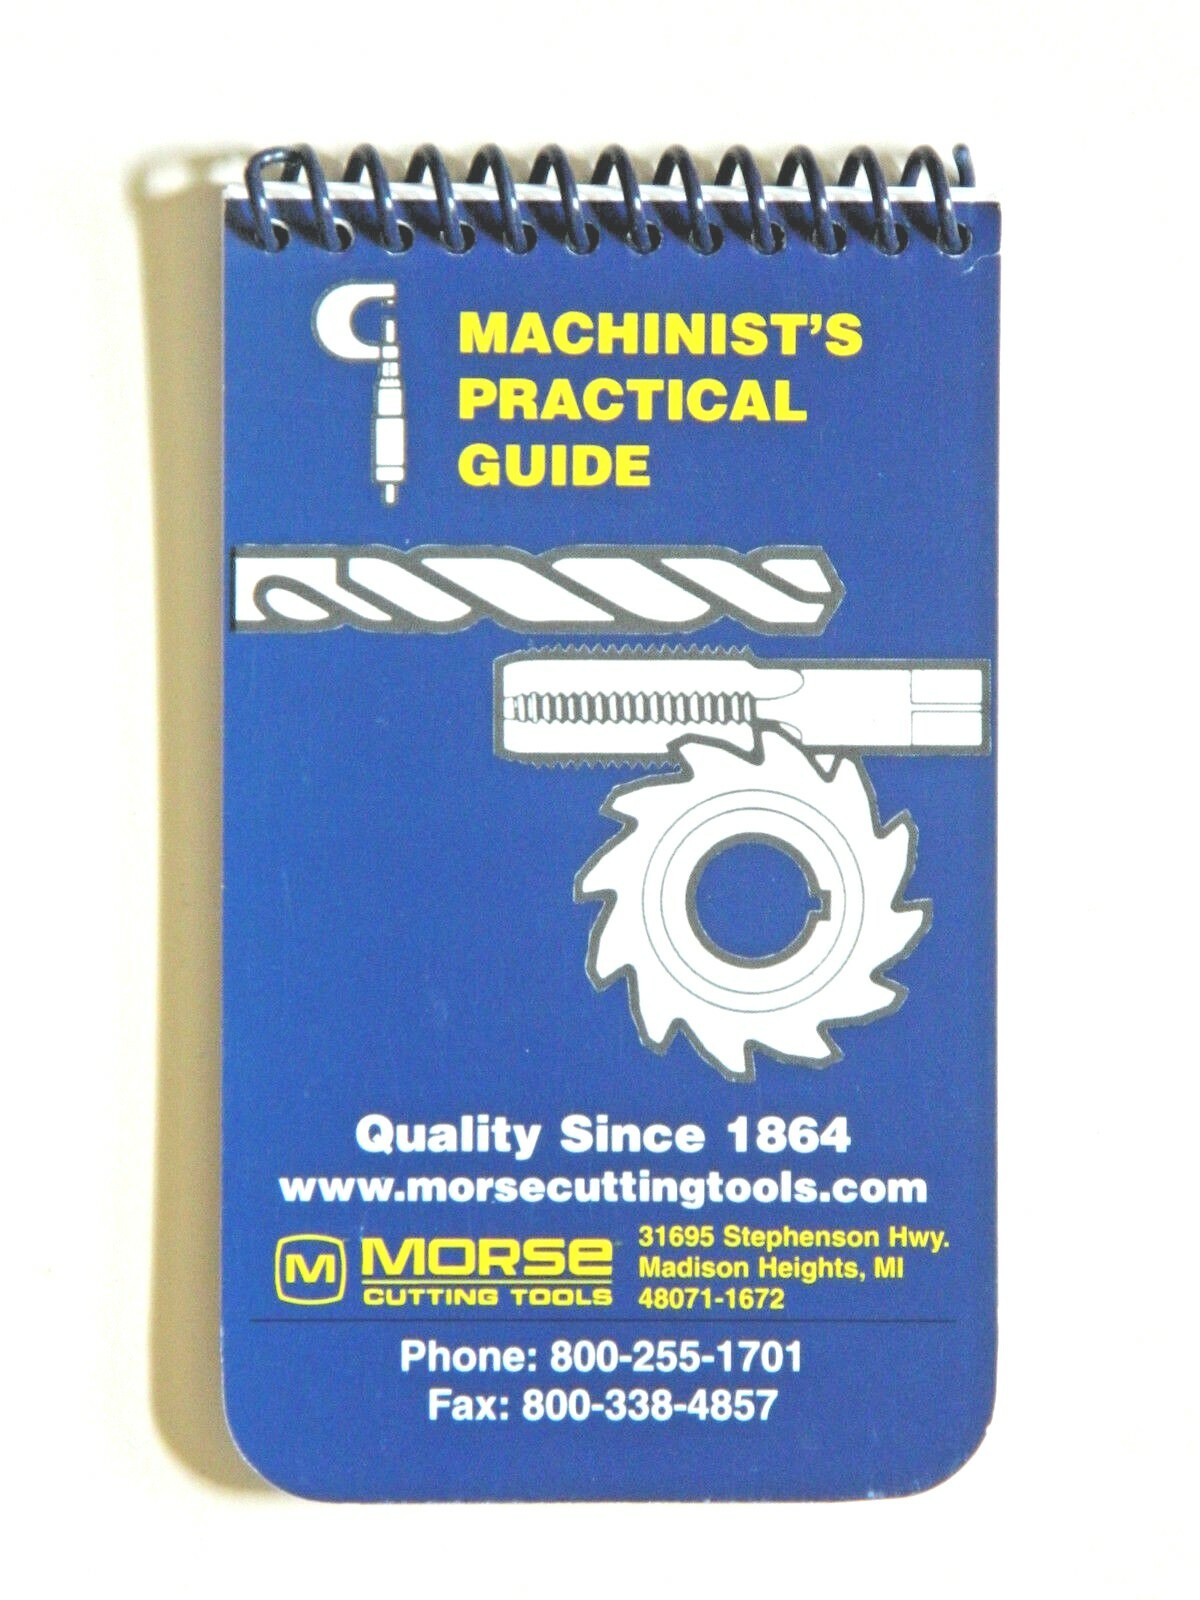 MACHINIST'S
PRACTICAL
GUIDE
Quality Since 1864
www.morsecuttingtools.com
M MORSE
CUTTING TOOLS
31695 Stephenson Hwy.
Madison Heights, MI
48071-1672
Phone: 800-255-1701
Fax: 800-338-4857